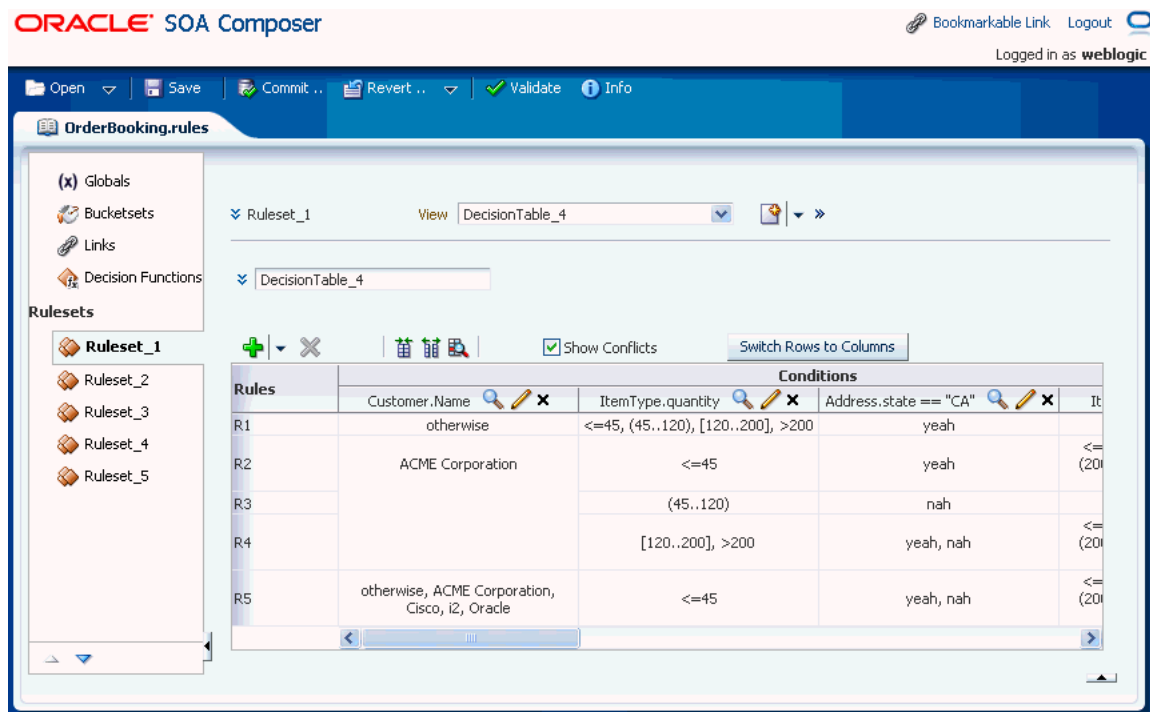 ORACLE SOA Composer
Bookmarkable Link Logout
Logged in as weblogic
Open Save Commit .. Revert .. Validate Info
OrderBooking.rules
(x) Globals
Bucketsets
Links
Decision Functions
Rulesets
Ruleset_1
Ruleset_2
Ruleset_3
Ruleset_4
Ruleset_5
Ruleset_1 View DecisionTable_4
DecisionTable_4
Show Conflicts Switch Rows to Columns
Rules Conditions
Customer.Name ItemType.quantity Address.state == "CA" It
R1 otherwise <=45, (45..120), [120..200], >200 yeah
R2 ACME Corporation <=45 yeah <=
(20
R3 (45..120) nah
R4 [120..200], >200 yeah, nah <=
(20
R5 otherwise, ACME Corporation,
Cisco, i2, Oracle <=45 yeah, nah <=
(20